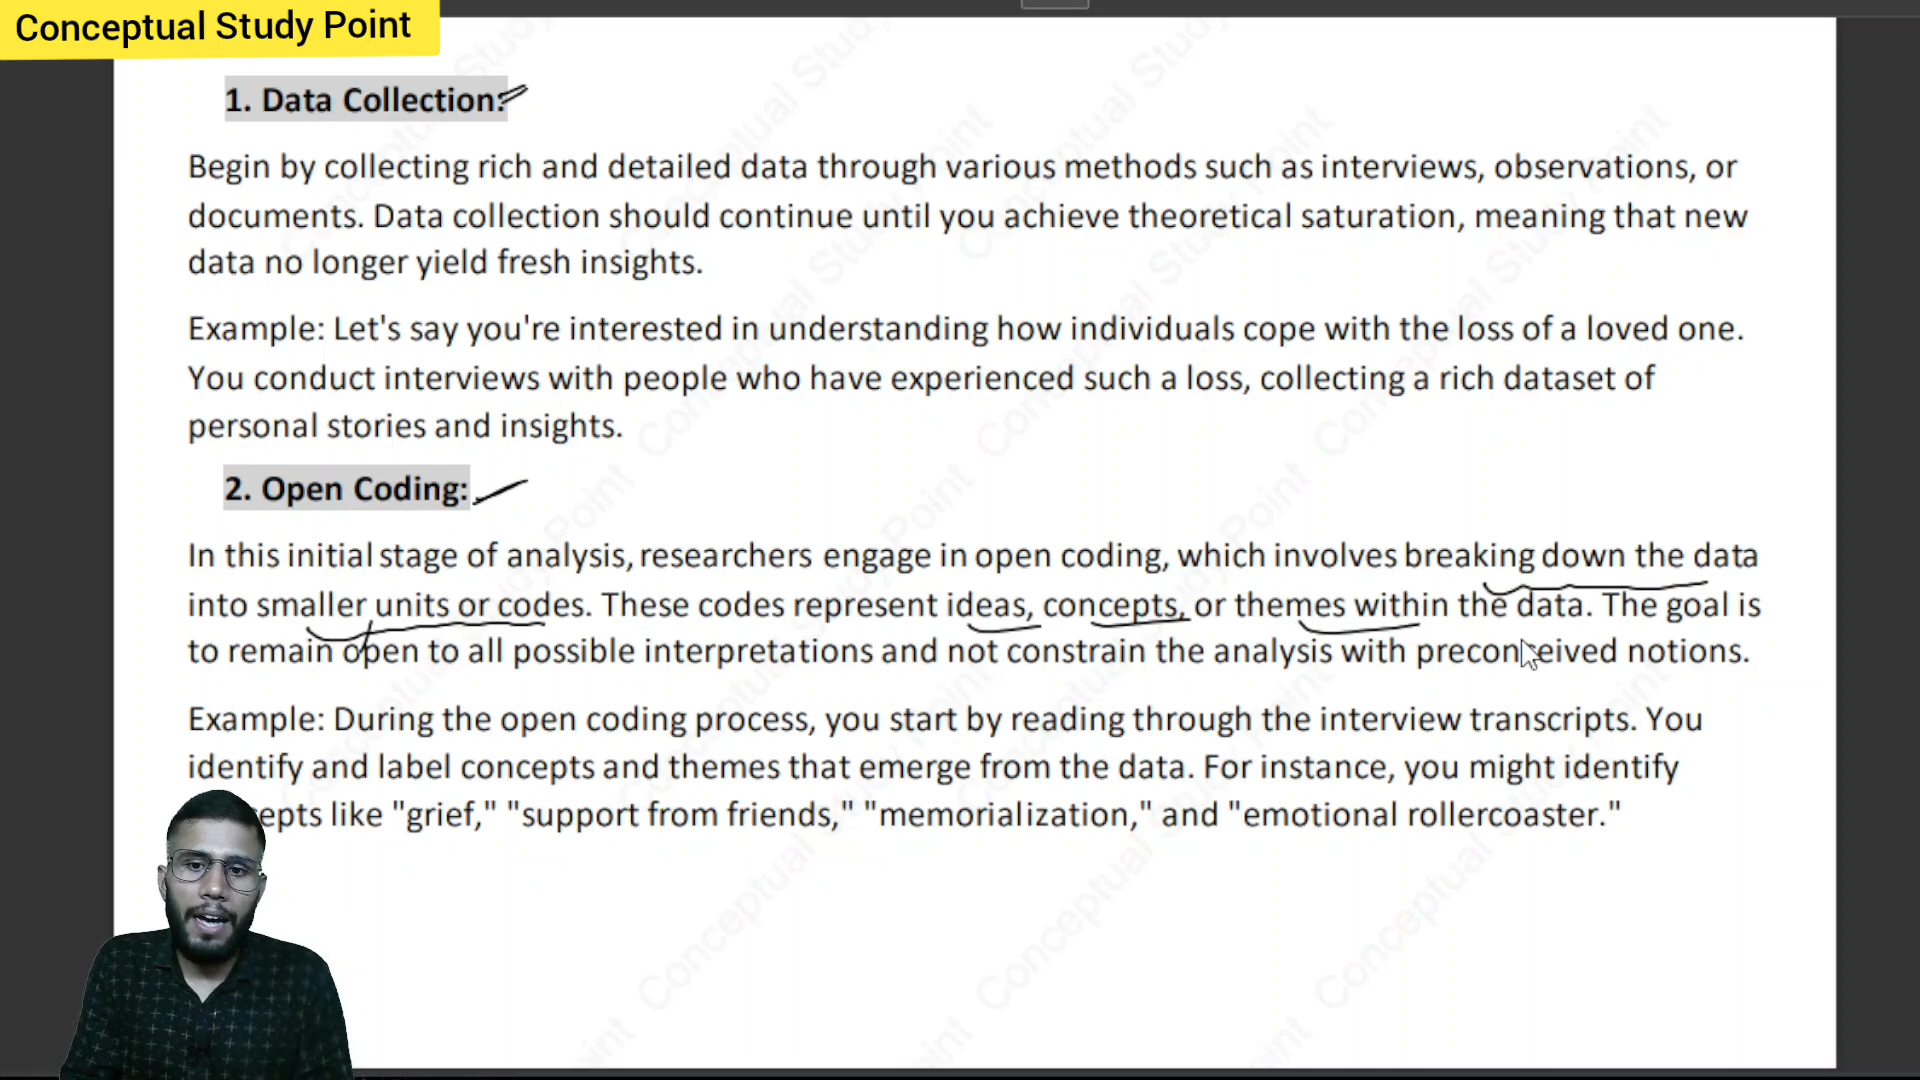 Conceptual Study Point
1. Data Collection:
Begin by collecting rich and detailed data through various methods such as interviews, observations, or
documents. Data collection should continue until you achieve theoretical saturation, meaning that new
data no longer yield fresh insights.
Example: Let's say you're interested in understanding how individuals cope with the loss of a loved one.
You conduct interviews with people who have experienced such a loss, collecting a rich dataset of
personal stories and insights.
2. Open Coding:
In this initial stage of analysis, researchers engage in open coding, which involves breaking down the data
into smaller units or codes. These codes represent ideas, concepts, or themes within the data. The goal is
to remain open to all possible interpretations and not constrain the analysis with preconceived notions.
Example: During the open coding process, you start by reading through the interview transcripts. You
identify and label concepts and themes that emerge from the data. For instance, you might identify
like "grief," "support from friends," "memorialization," and "emotional rollercoaster."